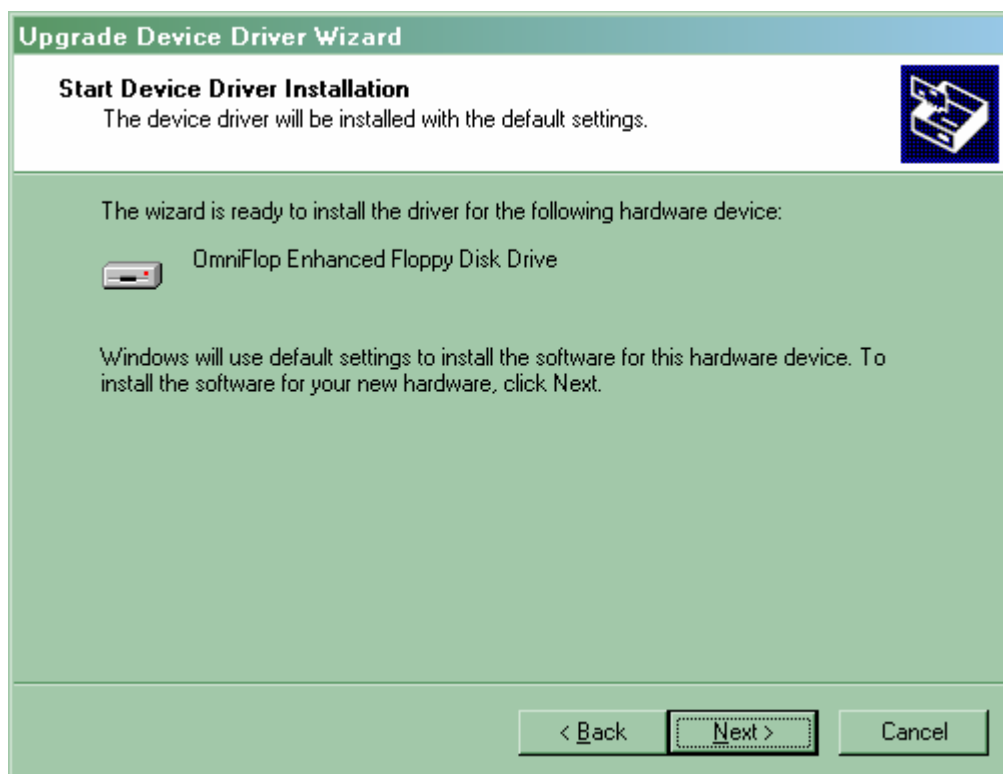 Upgrade Device Driver Wizard
Start Device Driver Installation
The device driver will be installed with the default settings.
The wizard is ready to install the driver for the following hardware device:
OmniFlop Enhanced Floppy Disk Drive
Windows will use default settings to install the software for this hardware device. To
install the software for your new hardware, click Next.
< Back
Next >
Cancel